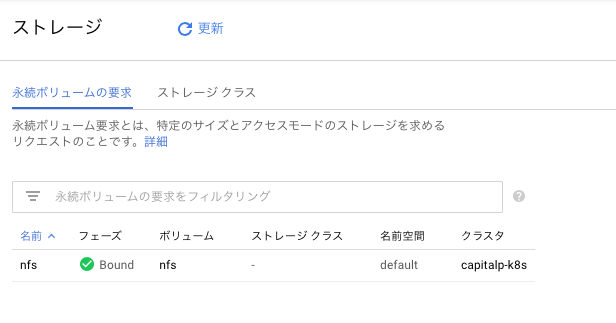 ストレージ 更新
永続ボリュームの要求 ストレージ クラス
永続ボリューム要求とは、特定のサイズとアクセスモードのストレージを求める
リクエストのことです。詳細
永続ボリュームの要求をフィルタリング ?
名前 フェーズ ボリューム ストレージ クラス 名前空間 クラスタ
nfs Bound nfs - default capitalp-k8s